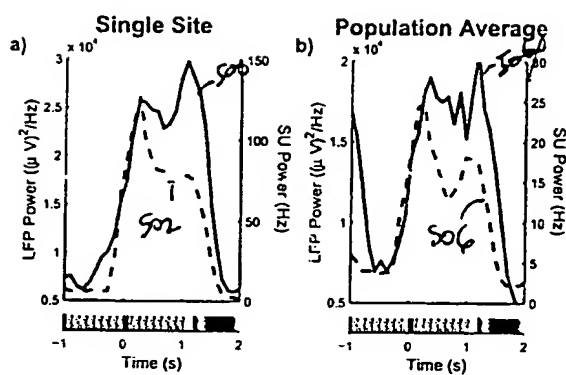 Single Site
Population Average
a)
b)
x 10⁴
x 10⁴
LFP Power ((μ V)²/Hz)
3
2.5
2
1.5
1
0.5
150
100
50
0
SU Power (Hz)
500
502
LFP Power ((μ V)²/Hz)
2
1.5
1
0.5
30
25
20
15
10
5
0
SU Power (Hz)
506
-1 0 1 2
-1 0 1 2
Time (s)
Time (s)